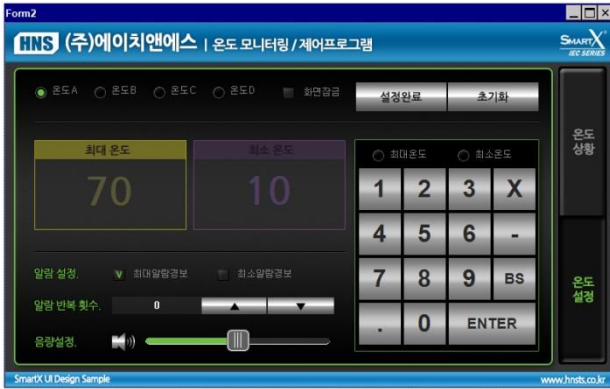 Form2
HNS (주)에이치앤에스 | 온도 모니터링 / 제어프로그램
SMARTX
IEC SERIES
온도A 온도B 온도C 온도D 화면잠금 설정완료 초기화
온도
상황
최대 온도 최소 온도
70 10
최대온도 최소온도
1 2 3 X
4 5 6 -
7 8 9 BS
. 0 ENTER
알람 설정. V 최대알람경보 최소알람경보
알람 반복 횟수. 0 ▲ ▼
음량설정.
온도
설정
SmartX UI Design Sample
www.hnsts.co.kr